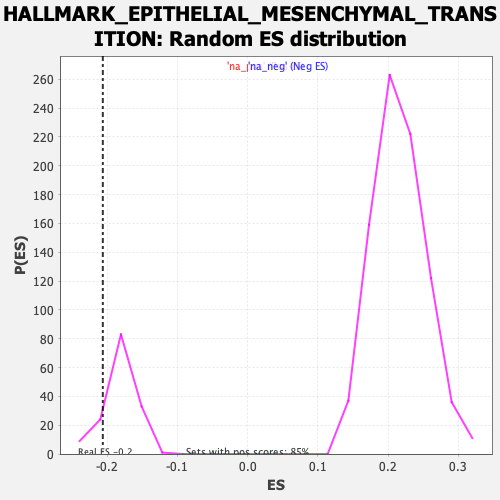 HALLMARK_EPITHELIAL_MESENCHYMAL_TRANS
ITION: Random ES distribution
'na_ 'na_neg' (Neg ES)
260
240
220
200
180
160
140
120
100
80
60
40
20
0
P(ES)
Real ES -0.2
Sets with pos scores: 85%
-0.2 -0.1 0.0 0.1 0.2 0.3
ES